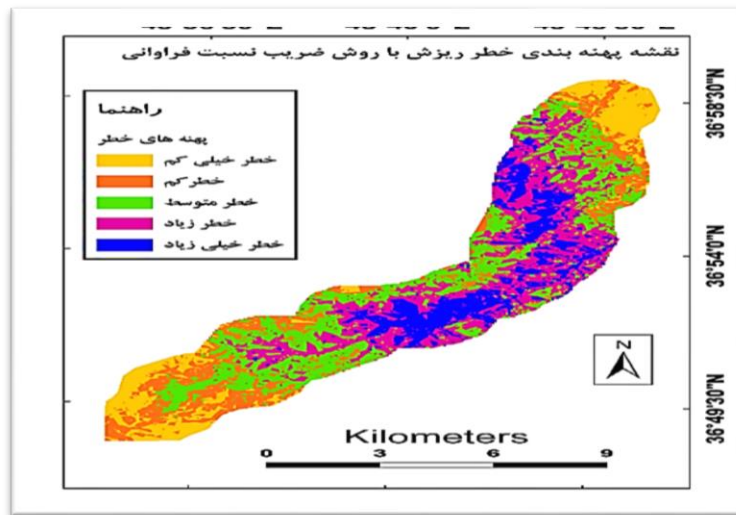 نقشه پهنه بندی خطر ریزش با روش ضریب نسبت فراوانی
راهنما
پهنه های خطر
خطر خیلی کم
خطر کم
خطر متوسط
خطر زیاد
خطر خیلی زیاد
36°58'30"N
36°54'0"N
36°49'30"N
N
Kilometers
0 3 6 9